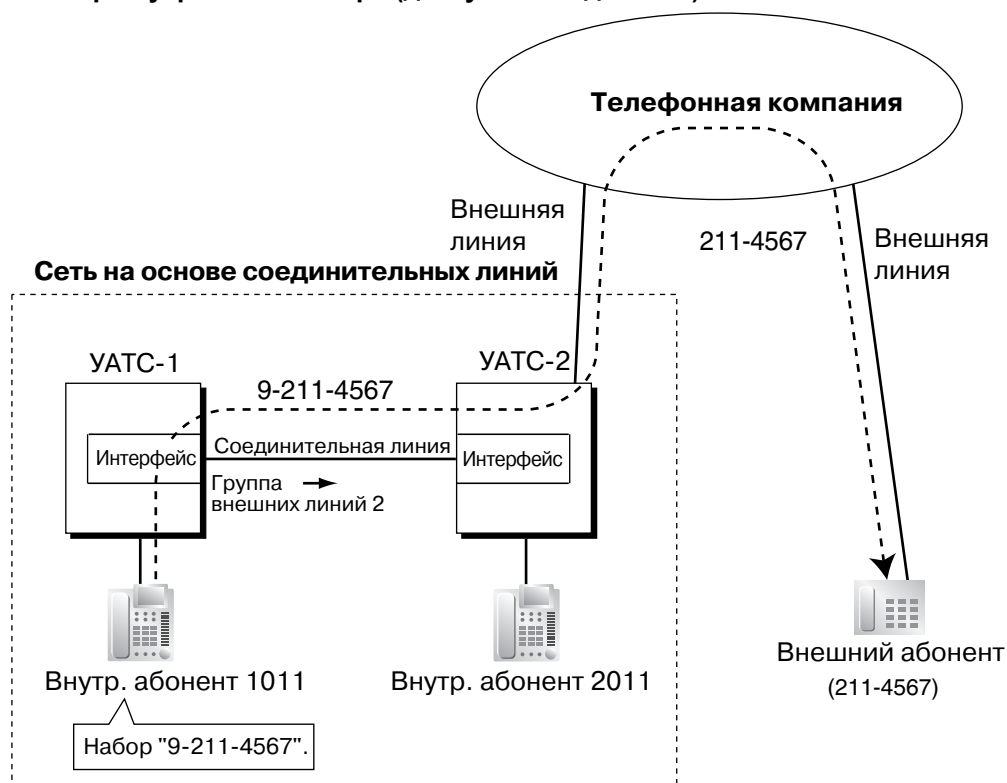 Телефонная компания
Внешняя
линия
211-4567
Внешняя
линия
Сеть на основе соединительных линий
УАТС-1
УАТС-2
9-211-4567
Интерфейс
Соединительная линия
Интерфейс
Группа
внешних линий 2
Внутр. абонент 1011
Внутр. абонент 2011
Внешний абонент
(211-4567)
Набор "9-211-4567".